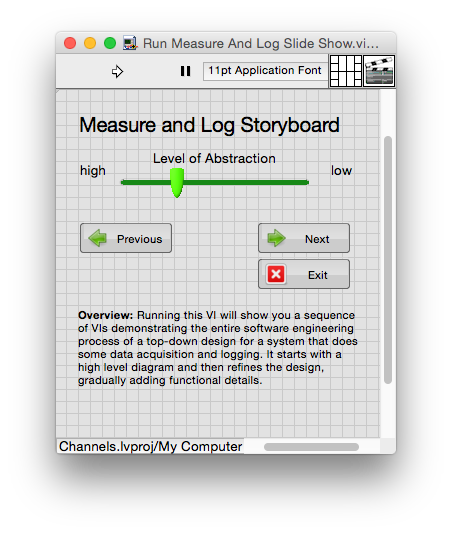 Run Measure And Log Slide Show.vi...
11pt Application Font
Measure and Log Storyboard
Level of Abstraction
high low
Previous Next
Exit
Overview: Running this VI will show you a sequence
of VIs demonstrating the entire software engineering
process of a top-down design for a system that does
some data acquisition and logging. It starts with a
high level diagram and then refines the design,
gradually adding functional details.
Channels.lvproj/My Computer